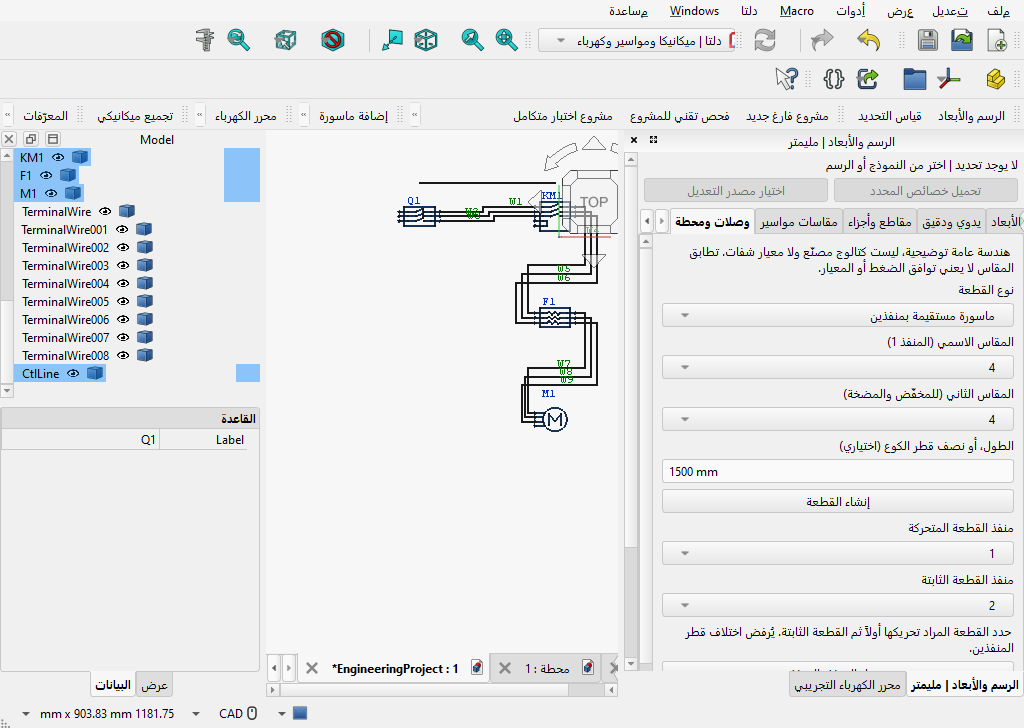 ملف تعديل عرض أدوات Macro دلتا Windows مساعدة
دلتا | ميكانيكا ومواسير وكهرباء
الرسم والأبعاد قياس التحديد مشروع فارغ جديد فحص تقني للمشروع مشروع اختبار متكامل
إضافة ماسورة محرر الكهرباء تجميع ميكانيكي المعرّفات
Model
KM1
F1
M1
TerminalWire
TerminalWire001
TerminalWire002
TerminalWire003
TerminalWire004
TerminalWire005
TerminalWire006
TerminalWire007
TerminalWire008
CtlLine
القاعدة
Label Q1
البيانات عرض
Q1
W1
KM1
TOP
W5
W6
F1
W7
W8
W9
M1
M
*EngineeringProject : 1
محطة : 1
الرسم والأبعاد | مليمتر
لا يوجد تحديد | اختر من النموذج أو الرسم
تحميل خصائص المحدد
اختيار مصدر التعديل
الأبعاد يدوي ودقيق مقاطع وأجزاء مقاسات مواسير وصلات ومحطة
هندسة عامة توضيحية، ليست كتالوج مصنّع ولا معيار شفات. تطابق
المقاس لا يعني توافق الضغط أو المعيار.
نوع القطعة
ماسورة مستقيمة بمنفذين
المقاس الاسمي (المنفذ 1)
4
المقاس الثاني (للمخفّض والمضخة)
4
الطول، أو نصف قطر الكوع (اختياري)
1500 mm
إنشاء القطعة
منفذ القطعة المتحركة
1
منفذ القطعة الثابتة
2
حدد القطعة المراد تحريكها أولاً ثم القطعة الثابتة. يُرفض اختلاف قطر
المنفذين.
الرسم والأبعاد | مليمتر
محرر الكهرباء التجريبي
1181.75 mm x 903.83 mm
CAD